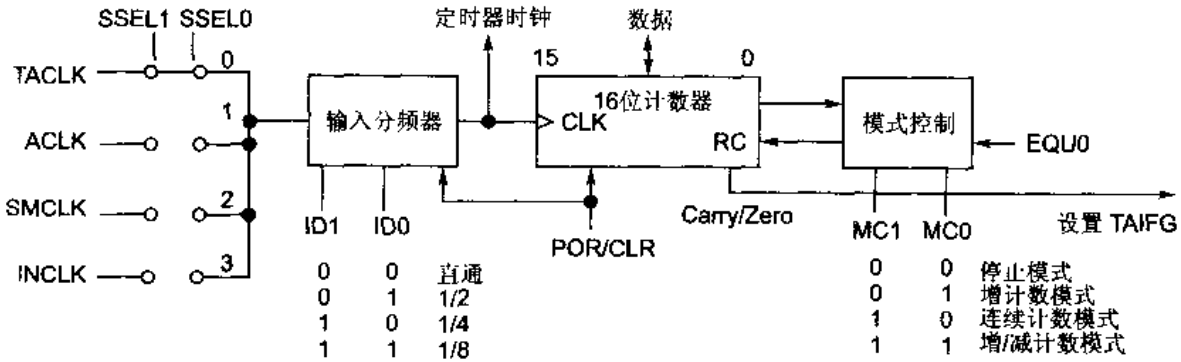 SSEL1 SSEL0
定时器时钟
数据
TACLK
0
15
0
1
输入分频器
CLK
16位计数器
RC
模式控制
ACLK
EQU0
SMCLK
2
ID1 ID0
POR/CLR
Carry/Zero
MC1 MC0
设置 TAIFG
INCLK
3
0 0 直通
0 1 1/2
1 0 1/4
1 1 1/8
0 0 停止模式
0 1 增计数模式
1 0 连续计数模式
1 1 增/减计数模式